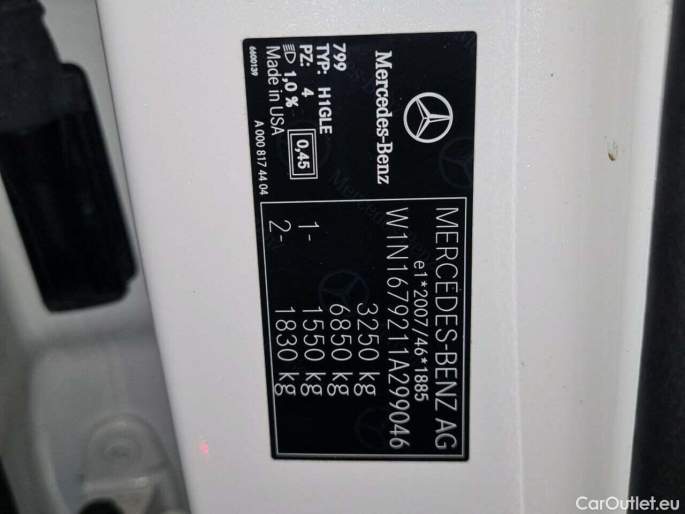 Mercedes-Benz
799
TYP: H1GLE
PZ: 4
1,0 %
0,45
Made in USA
6600139
A 000 817 44 04
MERCEDES-BENZ AG
e1*2007/46*1885
W1N1679211A299046
3250 kg
6850 kg
1- 1550 kg
2- 1830 kg
CarOutlet.eu